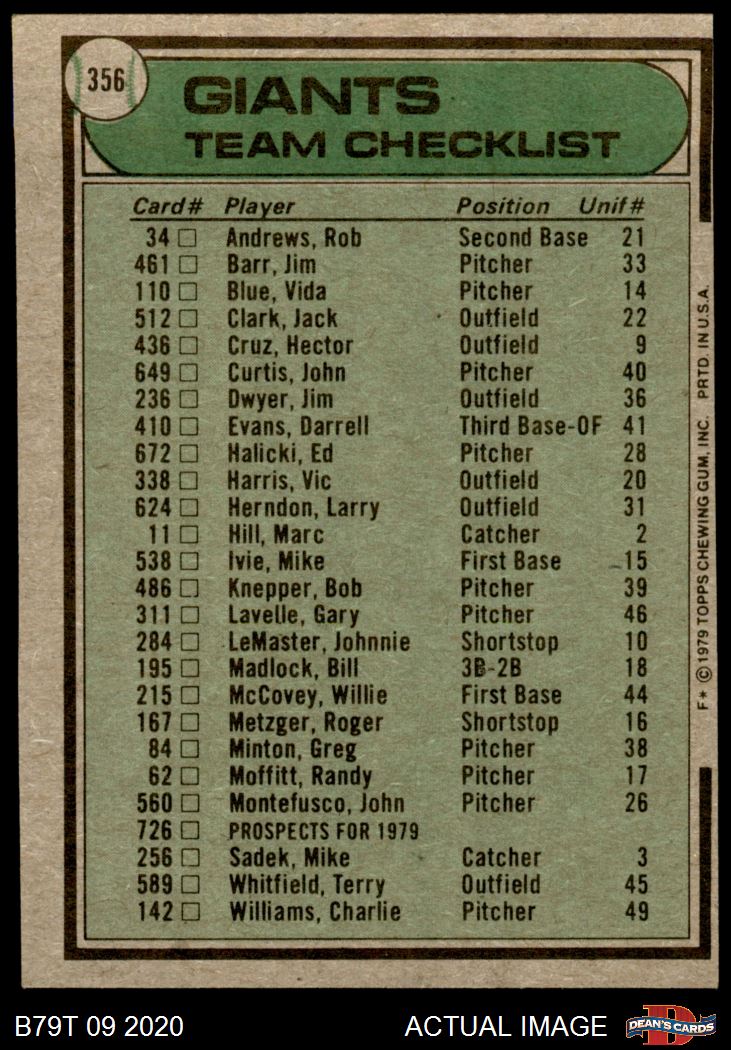 356
GIANTS
TEAM CHECKLIST
Card# Player Position Unif#
34 Andrews, Rob Second Base 21
461 Barr, Jim Pitcher 33
110 Blue, Vida Pitcher 14
512 Clark, Jack Outfield 22
436 Cruz, Hector Outfield 9
649 Curtis, John Pitcher 40
236 Dwyer, Jim Outfield 36
410 Evans, Darrell Third Base-OF 41
672 Halicki, Ed Pitcher 28
338 Harris, Vic Outfield 20
624 Herndon, Larry Outfield 31
11 Hill, Marc Catcher 2
538 Ivie, Mike First Base 15
486 Knepper, Bob Pitcher 39
311 Lavelle, Gary Pitcher 46
284 LeMaster, Johnnie Shortstop 10
195 Madlock, Bill 3B-2B 18
215 McCovey, Willie First Base 44
167 Metzger, Roger Shortstop 16
84 Minton, Greg Pitcher 38
62 Moffitt, Randy Pitcher 17
560 Montefusco, John Pitcher 26
726 PROSPECTS FOR 1979
256 Sadek, Mike Catcher 3
589 Whitfield, Terry Outfield 45
142 Williams, Charlie Pitcher 49
F* © 1979 TOPPS CHEWING GUM, INC. PRTD. IN U.S.A.
B79T 09 2020 ACTUAL IMAGE
D
DEAN'S CARDS